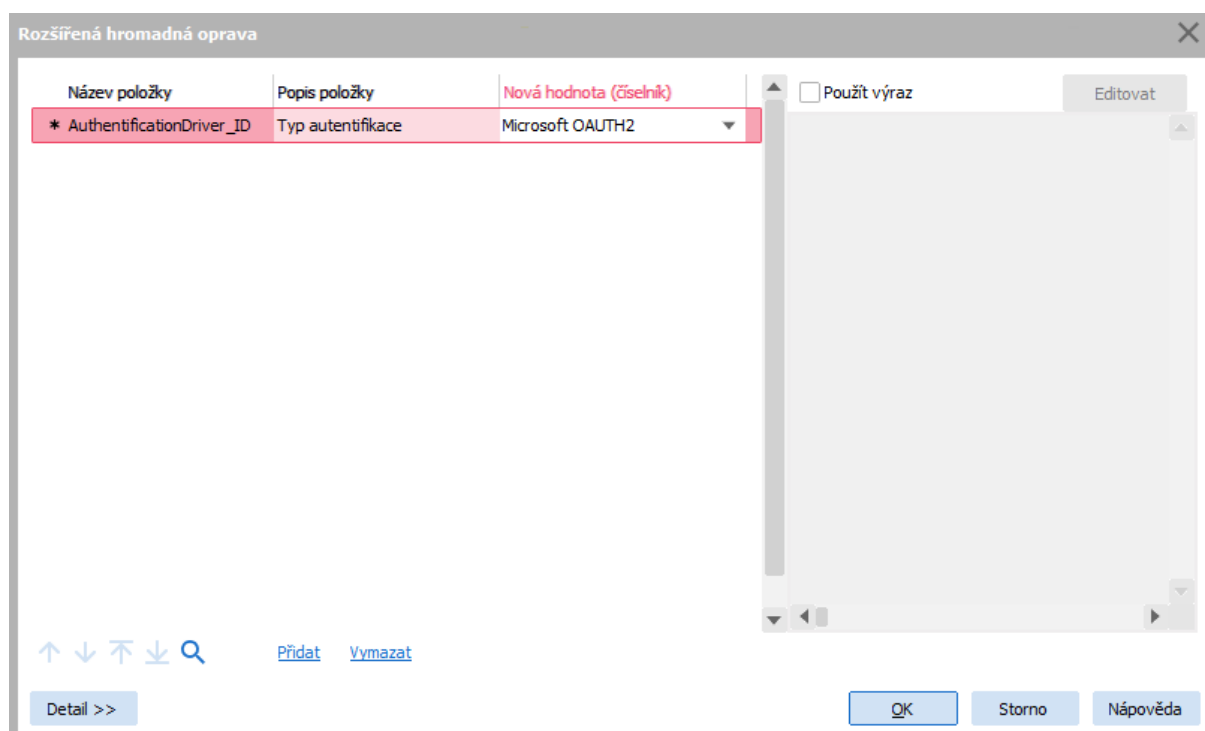 Rozšířená hromadná oprava
Název položky Popis položky Nová hodnota (číselník) Použít výraz Editovat
* AuthentificationDriver_ID Typ autentifikace Microsoft OAUTH2
Přidat Vymazat
Detail >> OK Storno Nápověda